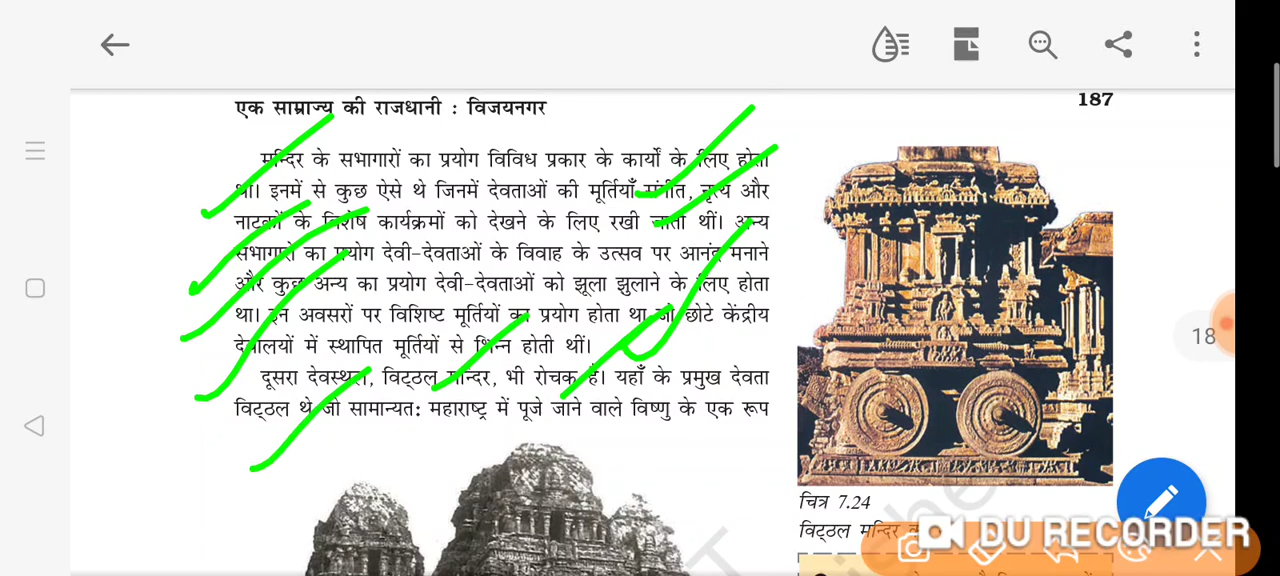 एक साम्राज्य की राजधानी : विजयनगर
187
मन्दिर के सभागारों का प्रयोग विविध प्रकार के कार्यों के लिए होता
था। इनमें से कुछ ऐसे थे जिनमें देवताओं की मूर्तियाँ संगीत, नृत्य और
नाटकों के विशेष कार्यक्रमों को देखने के लिए रखी जाती थीं। अन्य
सभागारों का प्रयोग देवी-देवताओं के विवाह के उत्सव पर आनंद मनाने
और कुछ अन्य का प्रयोग देवी-देवताओं को झूला झुलाने के लिए होता
था। इन अवसरों पर विशिष्ट मूर्तियों का प्रयोग होता था जो छोटे केंद्रीय
देवालयों में स्थापित मूर्तियों से भिन्न होती थीं।
दूसरा देवस्थल, विट्ठल मन्दिर, भी रोचक है। यहाँ के प्रमुख देवता
विट्ठल थे जो सामान्यत: महाराष्ट्र में पूजे जाने वाले विष्णु के एक रूप
18
चित्र 7.24
विट्ठल मन्दिर
DU RECORDER